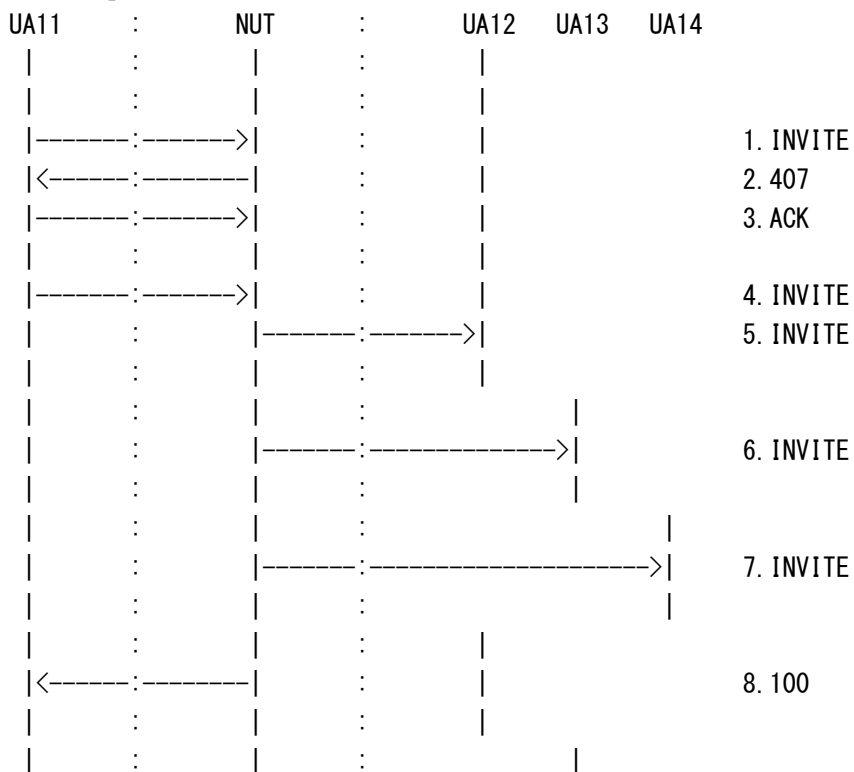 UA11 : NUT : UA12 UA13 UA14
| : | : |
| : | : |
|-------:------->| : | 1. INVITE
|<------:--------| : | 2. 407
|-------:------->| : | 3. ACK
| : | : |
|-------:------->| : | 4. INVITE
| : |-------:------->| 5. INVITE
| : | : |
| : | : |
| : |-------:-------------->| 6. INVITE
| : | : |
| : | : |
| : |-------:--------------------->| 7. INVITE
| : | : |
| : | : |
|<------:--------| : | 8. 100
| : | : |
| : | : |